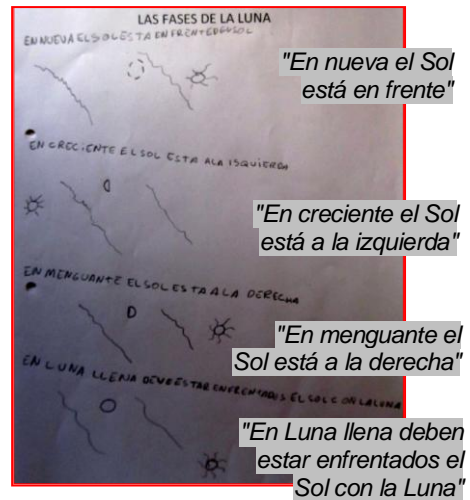 LAS FASES DE LA LUNA
EN NUEVA EL SOL ESTA EN FRENTE DEL SOL
"En nueva el Sol
está en frente"
EN CRECIENTE EL SOL ESTA ALA ISQUIERDA
"En creciente el Sol
está a la izquierda"
EN MENGUANTE EL SOL ESTA ALA DERECHA
"En menguante el
Sol está a la derecha"
EN LUNA LLENA DEVE ESTAR ENFRENTADOS EL SOL CON LA LUNA
"En Luna llena deben
estar enfrentados el
Sol con la Luna"